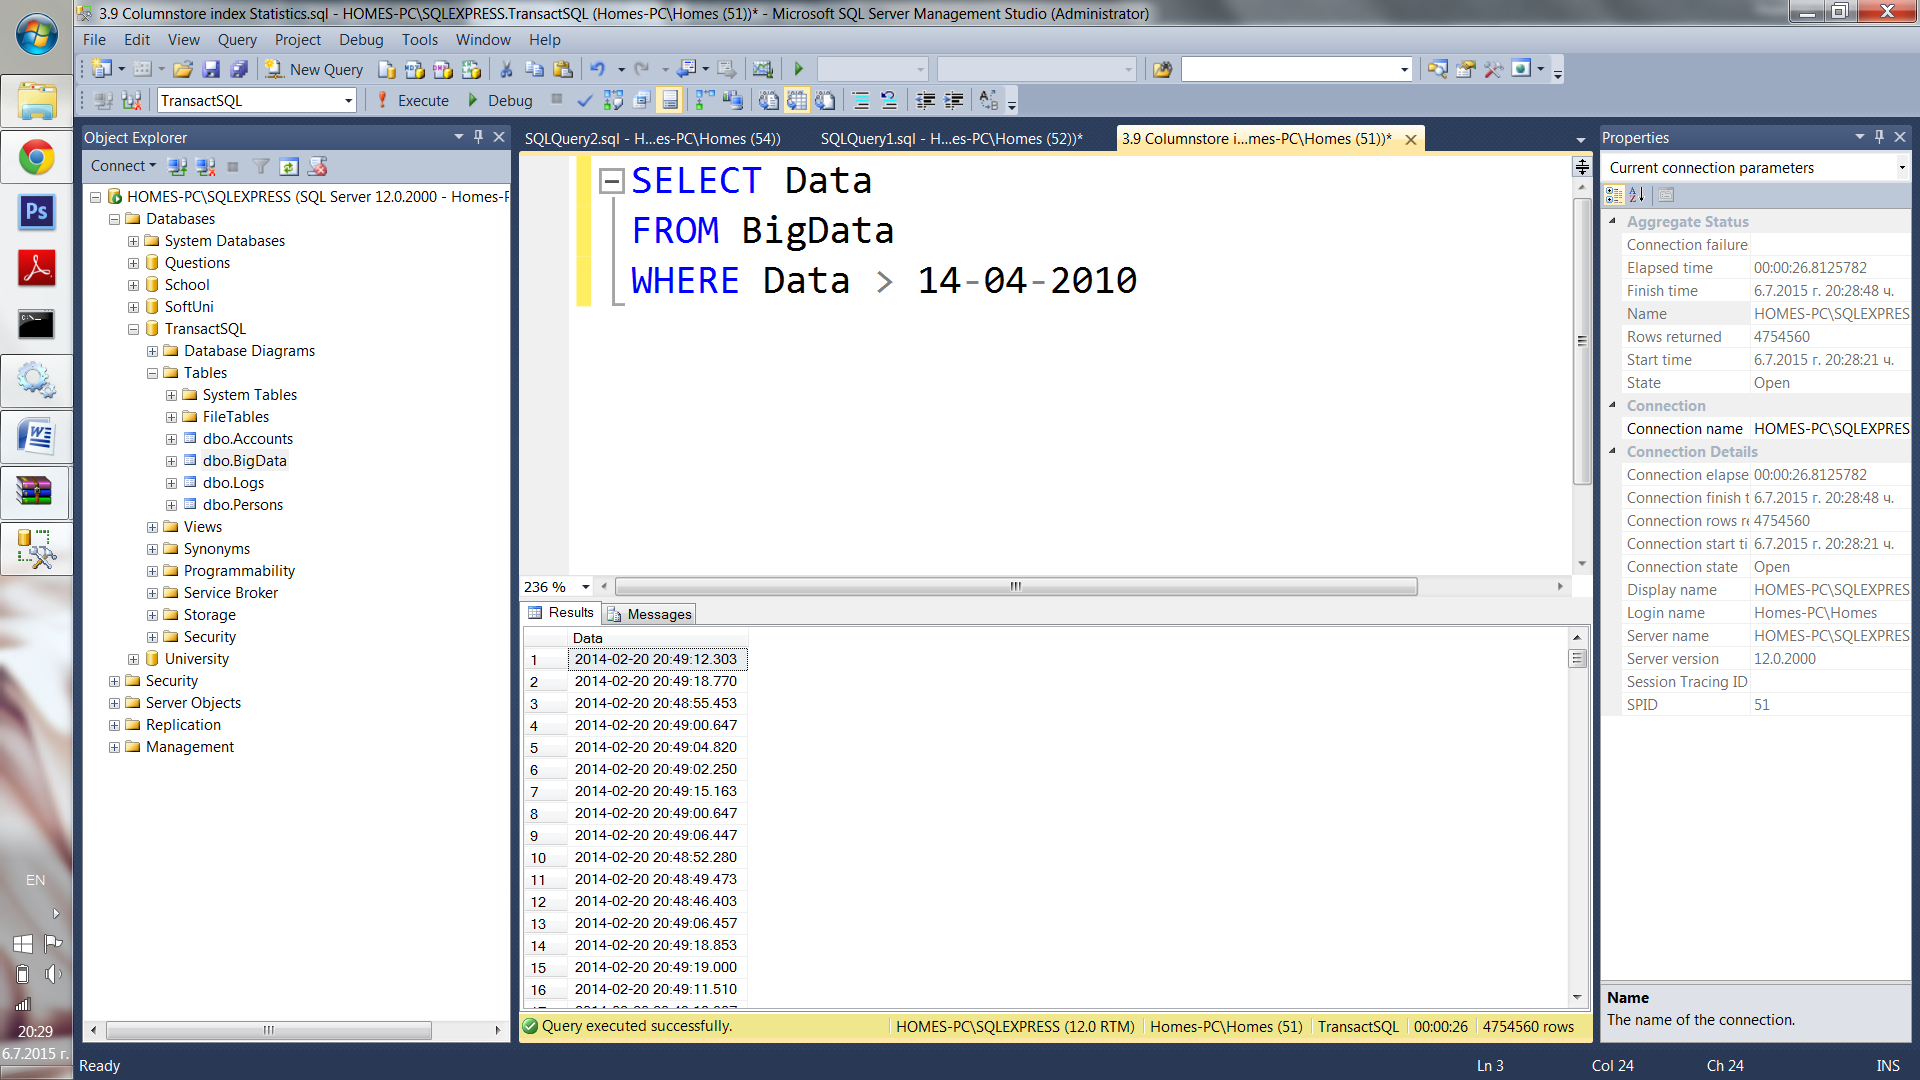 3.9 Columnstore index Statistics.sql - HOMES-PC\SQLEXPRESS.TransactSQL (Homes-PC\Homes (51))* - Microsoft SQL Server Management Studio (Administrator)
File Edit View Query Project Debug Tools Window Help
New Query
TransactSQL Execute Debug
Object Explorer
Connect
HOMES-PC\SQLEXPRESS (SQL Server 12.0.2000 - Homes-P
Databases
System Databases
Questions
School
SoftUni
TransactSQL
Database Diagrams
Tables
System Tables
FileTables
dbo.Accounts
dbo.BigData
dbo.Logs
dbo.Persons
Views
Synonyms
Programmability
Service Broker
Storage
Security
University
Security
Server Objects
Replication
Management
SQLQuery2.sql - H...es-PC\Homes (54)) SQLQuery1.sql - H...es-PC\Homes (52))* 3.9 Columnstore i...mes-PC\Homes (51))*
SELECT Data
FROM BigData
WHERE Data > 14-04-2010
236 %
Results Messages
Data
1 2014-02-20 20:49:12.303
2 2014-02-20 20:49:18.770
3 2014-02-20 20:48:55.453
4 2014-02-20 20:49:00.647
5 2014-02-20 20:49:04.820
6 2014-02-20 20:49:02.250
7 2014-02-20 20:49:15.163
8 2014-02-20 20:49:00.647
9 2014-02-20 20:49:06.447
10 2014-02-20 20:48:52.280
11 2014-02-20 20:48:49.473
12 2014-02-20 20:48:46.403
13 2014-02-20 20:49:06.457
14 2014-02-20 20:49:18.853
15 2014-02-20 20:49:19.000
16 2014-02-20 20:49:11.510
Query executed successfully. HOMES-PC\SQLEXPRESS (12.0 RTM) Homes-PC\Homes (51) TransactSQL 00:00:26 4754560 rows
Properties
Current connection parameters
Aggregate Status
Connection failure
Elapsed time 00:00:26.8125782
Finish time 6.7.2015 г. 20:28:48 ч.
Name HOMES-PC\SQLEXPRES
Rows returned 4754560
Start time 6.7.2015 г. 20:28:21 ч.
State Open
Connection
Connection name HOMES-PC\SQLEXPRES
Connection Details
Connection elapse 00:00:26.8125782
Connection finish t 6.7.2015 г. 20:28:48 ч.
Connection rows re 4754560
Connection start ti 6.7.2015 г. 20:28:21 ч.
Connection state Open
Display name HOMES-PC\SQLEXPRES
Login name Homes-PC\Homes
Server name HOMES-PC\SQLEXPRES
Server version 12.0.2000
Session Tracing ID
SPID 51
Name
The name of the connection.
Ready Ln 3 Col 24 Ch 24 INS
Ps
EN
20:29
6.7.2015 г.